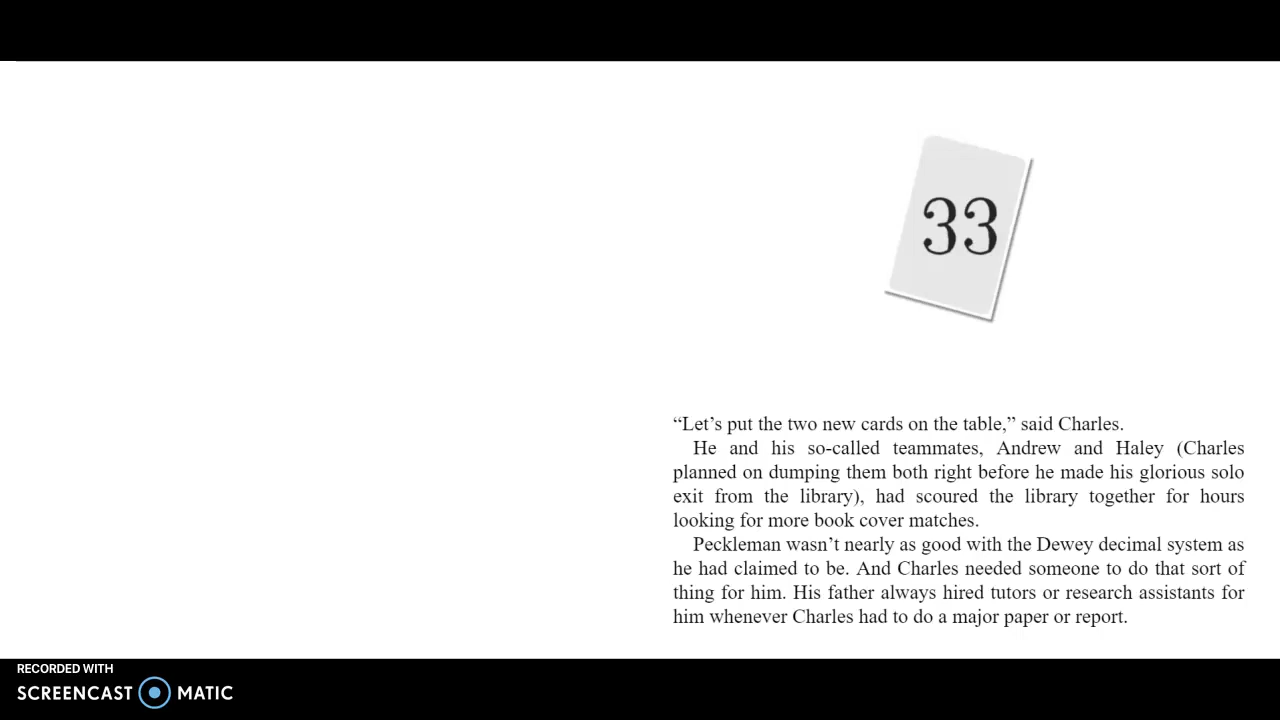 33
“Let’s put the two new cards on the table,” said Charles.
He and his so-called teammates, Andrew and Haley (Charles
planned on dumping them both right before he made his glorious solo
exit from the library), had scoured the library together for hours
looking for more book cover matches.
Peckleman wasn’t nearly as good with the Dewey decimal system as
he had claimed to be. And Charles needed someone to do that sort of
thing for him. His father always hired tutors or research assistants for
him whenever Charles had to do a major paper or report.
RECORDED WITH
SCREENCAST MATIC